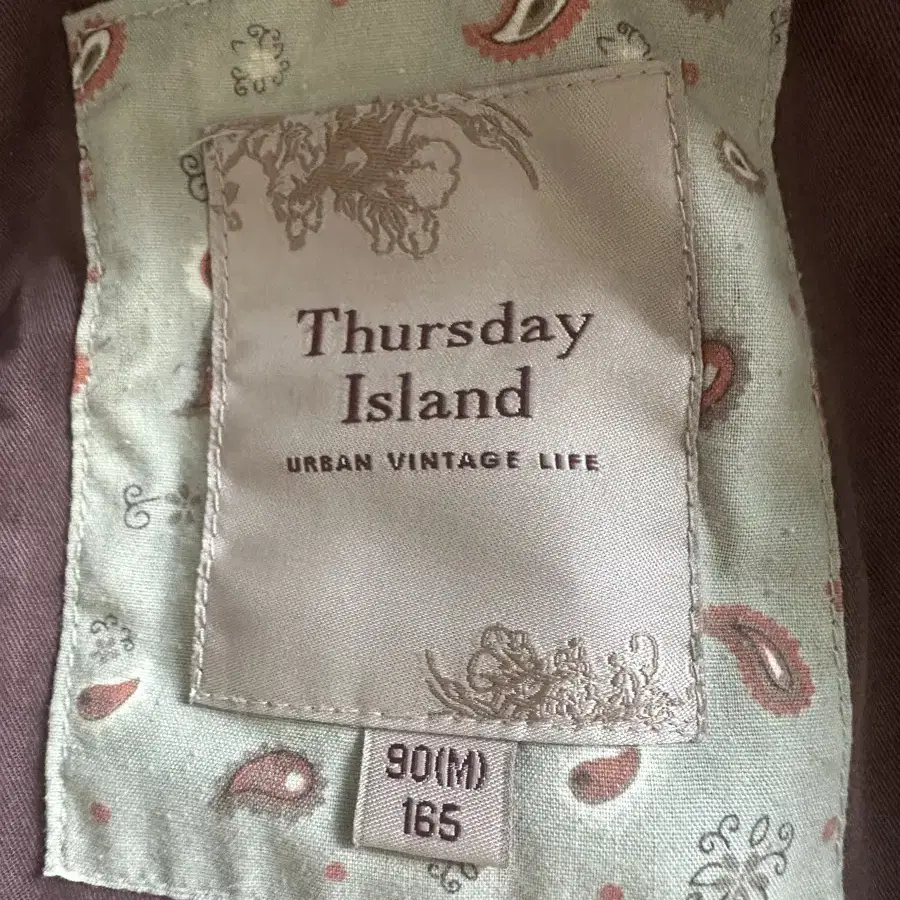 Thursday
Island
URBAN VINTAGE LIFE
90(M)
165